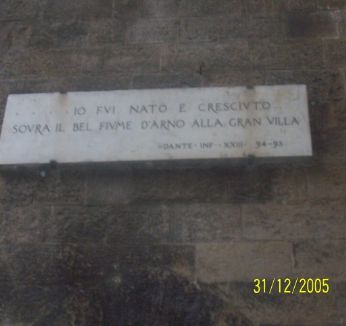 . . . . . IO FVI NATO E CRESCIVTO
SOVRA IL BEL FIVME D'ARNO ALLA GRAN VILLA
DANTE · INF · XXIII · 94-95
31/12/2005